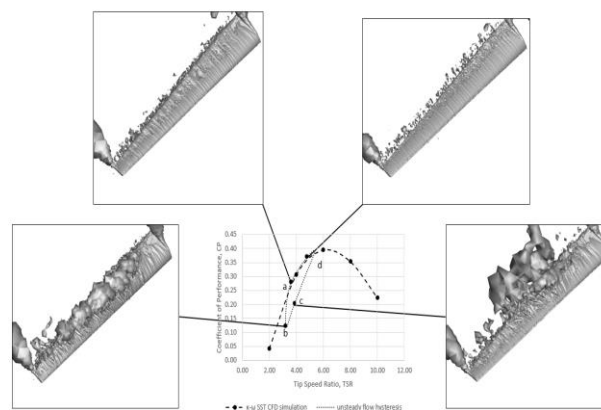 Coefficient of Performance, CP
0.45
0.40
0.35
0.30
0.25
0.20
0.15
0.10
0.05
0.00
a
b
c
d
0.00 2.00 4.00 6.00 8.00 10.00 12.00
Tip Speed Ratio, TSR
κ-ω SST CFD simulation
unsteady flow hysteresis